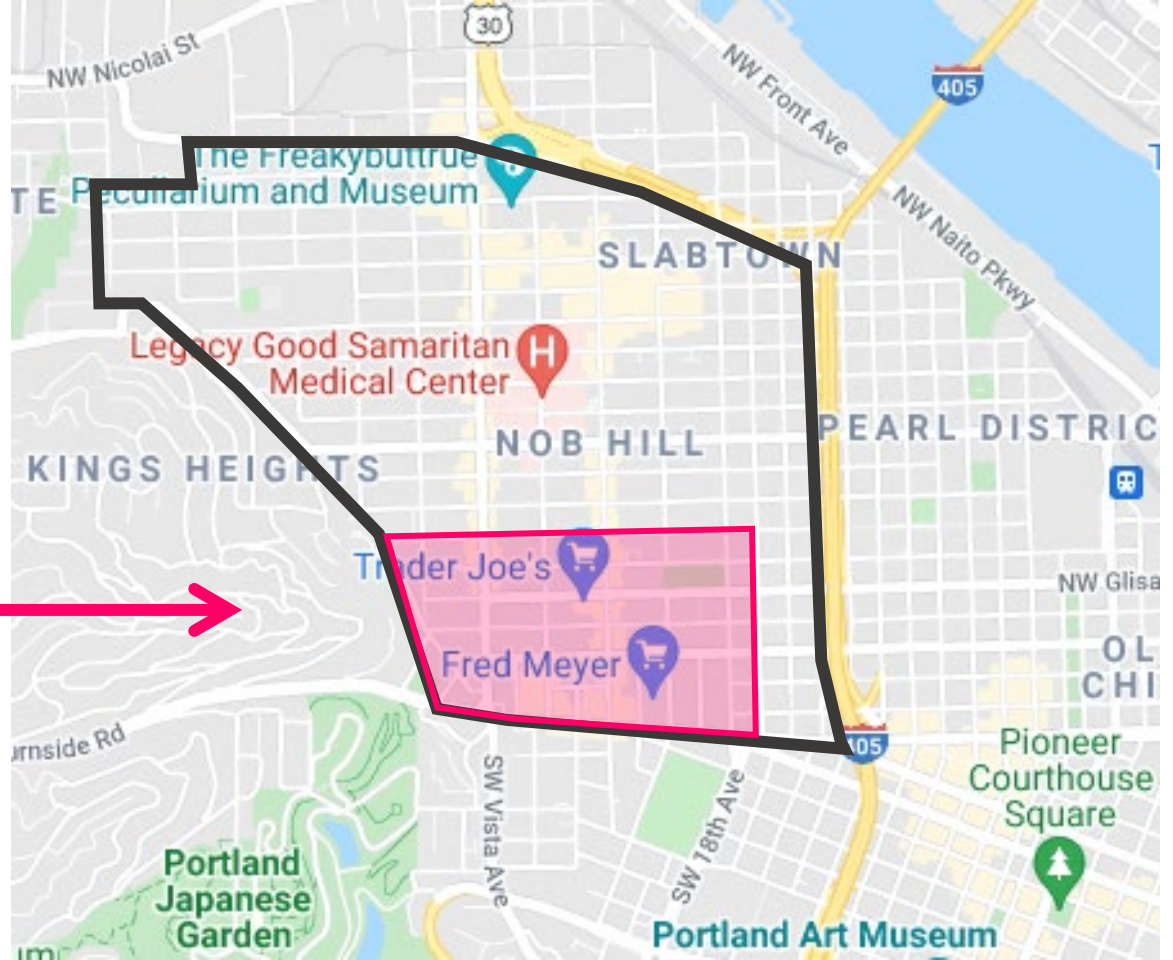 30
NW Nicolai St
NW Front Ave
405
The Freakybuttrue
Peculiarium and Museum
TE
NW Naito Pkwy
SLABTOWN
Legacy Good Samaritan
Medical Center
H
NOB HILL
PEARL DISTRIC
KINGS HEIGHTS
Trader Joe's
NW Glisa
Fred Meyer
OL
CHI
urnside Rd
405
Pioneer
Courthouse
Square
SW Vista Ave
SW 18th Ave
Portland
Japanese
Garden
Portland Art Museum
um